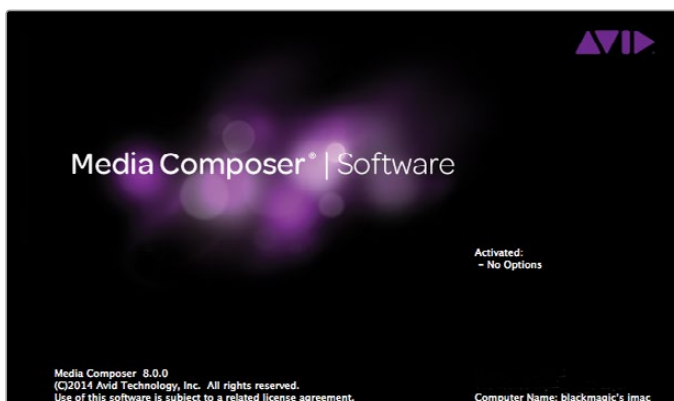 AVID
Media Composer® | Software
Activated:
- No Options
Media Composer 8.0.0
(C)2014 Avid Technology, Inc. All rights reserved.
Use of this software is subject to a related license agreement.
Computer Name: blackmagic's imac